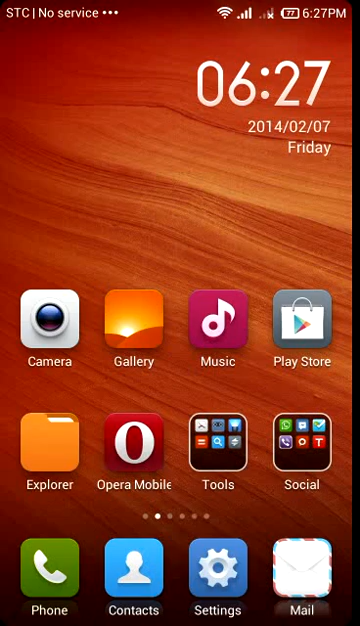 STC | No service ••• 77 6:27PM
06:27
2014/02/07
Friday
Camera Gallery Music Play Store
Explorer Opera Mobile Tools Social
Phone Contacts Settings Mail